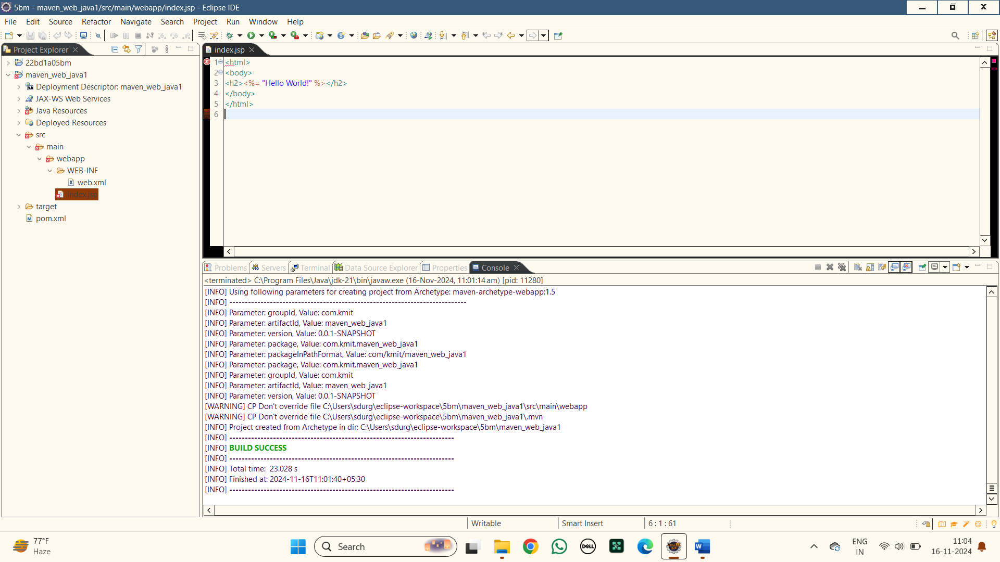 5bm - maven_web_java1/src/main/webapp/index.jsp - Eclipse IDE
File Edit Source Refactor Navigate Search Project Run Window Help
Project Explorer
22bd1a05bm
maven_web_java1
Deployment Descriptor: maven_web_java1
JAX-WS Web Services
Java Resources
Deployed Resources
src
main
webapp
WEB-INF
web.xml
index.jsp
target
pom.xml
index.jsp
1 <html>
2 <body>
3 <h2><%= "Hello World!" %></h2>
4 </body>
5 </html>
6
Problems Servers Terminal Data Source Explorer Properties Console
<terminated> C:\Program Files\Java\jdk-21\bin\javaw.exe (16-Nov-2024, 11:01:14 am) [pid: 11280]
[INFO] Using following parameters for creating project from Archetype: maven-archetype-webapp:1.5
[INFO] ----------------------------------------------------------------------------
[INFO] Parameter: groupId, Value: com.kmit
[INFO] Parameter: artifactId, Value: maven_web_java1
[INFO] Parameter: version, Value: 0.0.1-SNAPSHOT
[INFO] Parameter: package, Value: com.kmit.maven_web_java1
[INFO] Parameter: packageInPathFormat, Value: com/kmit/maven_web_java1
[INFO] Parameter: package, Value: com.kmit.maven_web_java1
[INFO] Parameter: groupId, Value: com.kmit
[INFO] Parameter: artifactId, Value: maven_web_java1
[INFO] Parameter: version, Value: 0.0.1-SNAPSHOT
[WARNING] CP Don't override file C:\Users\sdurg\eclipse-workspace\5bm\maven_web_java1\src\main\webapp
[WARNING] CP Don't override file C:\Users\sdurg\eclipse-workspace\5bm\maven_web_java1\.mvn
[INFO] Project created from Archetype in dir: C:\Users\sdurg\eclipse-workspace\5bm\maven_web_java1
[INFO] ------------------------------------------------------------------------
[INFO] BUILD SUCCESS
[INFO] ------------------------------------------------------------------------
[INFO] Total time:  23.028 s
[INFO] Finished at: 2024-11-16T11:01:40+05:30
[INFO] ------------------------------------------------------------------------
Writable Smart Insert 6 : 1 : 61
77°F
Haze
Search
DELL
ENG
IN
11:04
16-11-2024